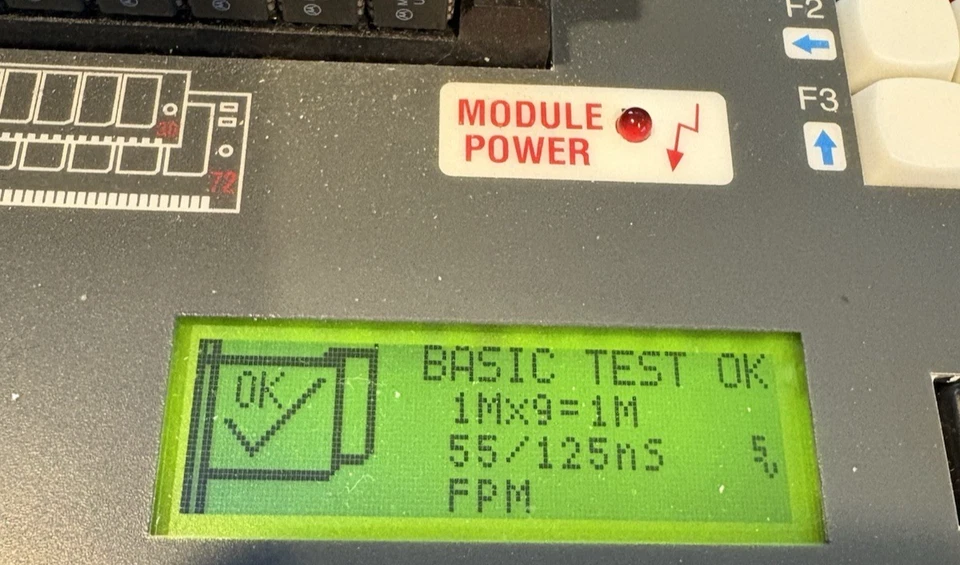 F2
30
72
MODULE
POWER
F3
OK
BASIC TEST OK
1Mx9=1M
55/125nS
5v
FPM